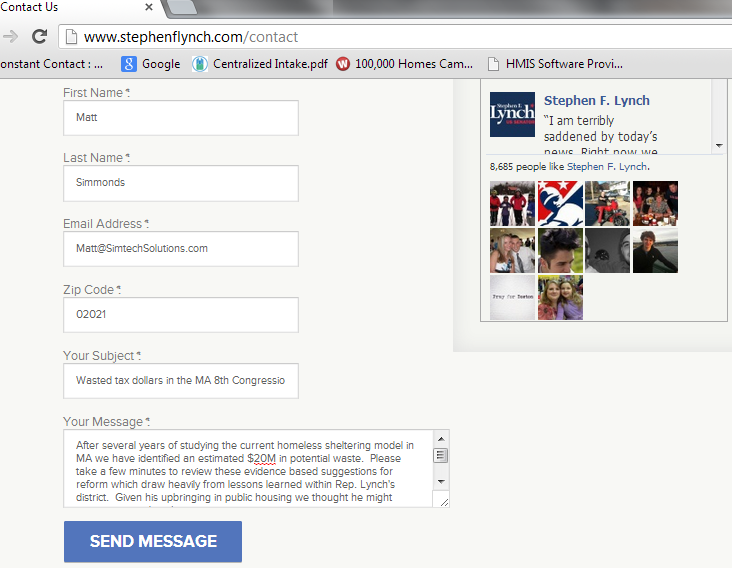 Contact Us
www.stephenflynch.com/contact
onstant Contact : ...
Google
Centralized Intake.pdf
100,000 Homes Cam...
HMIS Software Provi...
First Name *:
Matt
Last Name *:
Simmonds
Email Address *:
Matt@SimtechSolutions.com
Zip Code *:
02021
Your Subject *:
Wasted tax dollars in the MA 8th Congressio
Your Message *:
After several years of studying the current homeless sheltering model in
MA we have identified an estimated $20M in potential waste. Please
take a few minutes to review these evidence based suggestions for
reform which draw heavily from lessons learned within Rep. Lynch's
district. Given his upbringing in public housing we thought he might
SEND MESSAGE
Stephen F.
Lynch
Stephen F. Lynch
"I am terribly
saddened by today's
news. Right now we
8,685 people like Stephen F. Lynch.
Pray for Boston